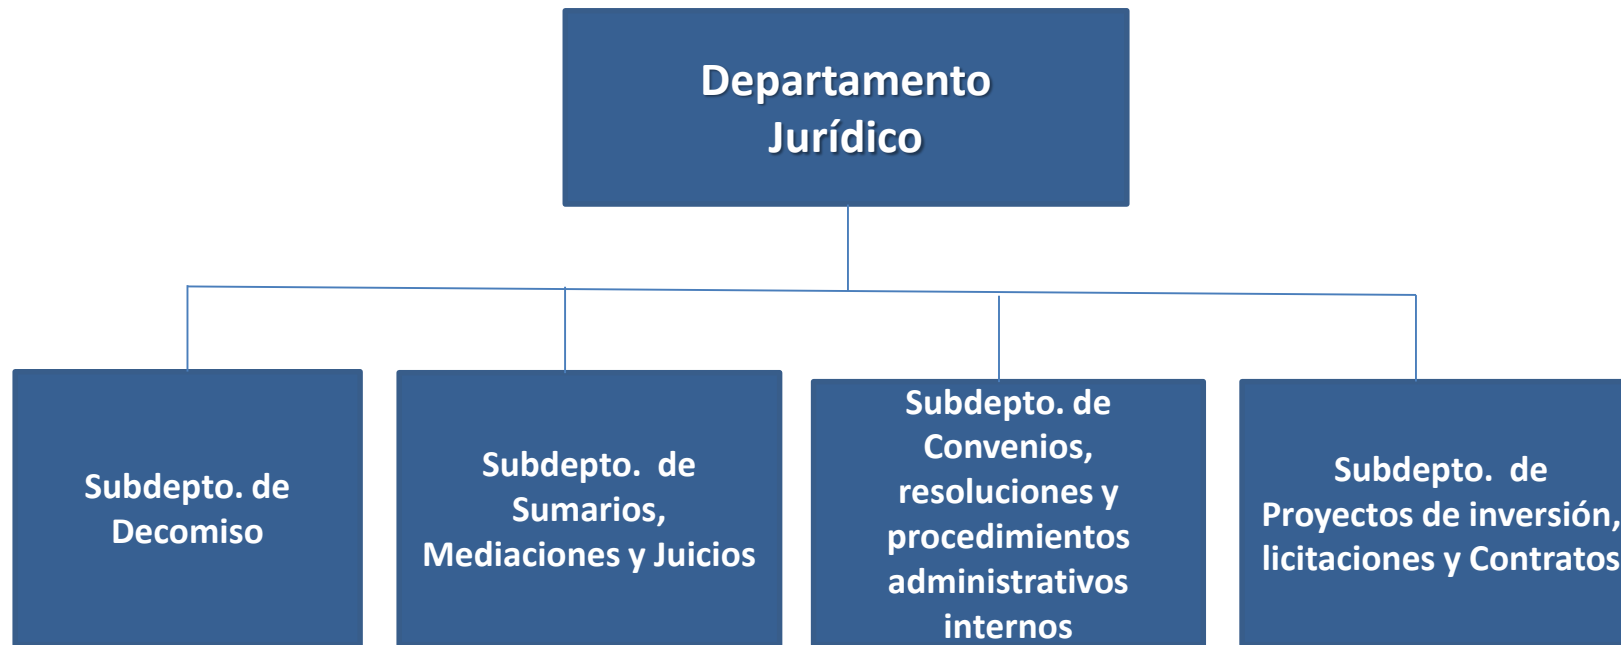 Departamento
Jurídico
Subdepto. de
Decomiso
Subdepto. de
Sumarios,
Mediaciones y Juicios
Subdepto. de
Convenios,
resoluciones y
procedimientos
administrativos
internos
Subdepto. de
Proyectos de inversión,
licitaciones y Contratos